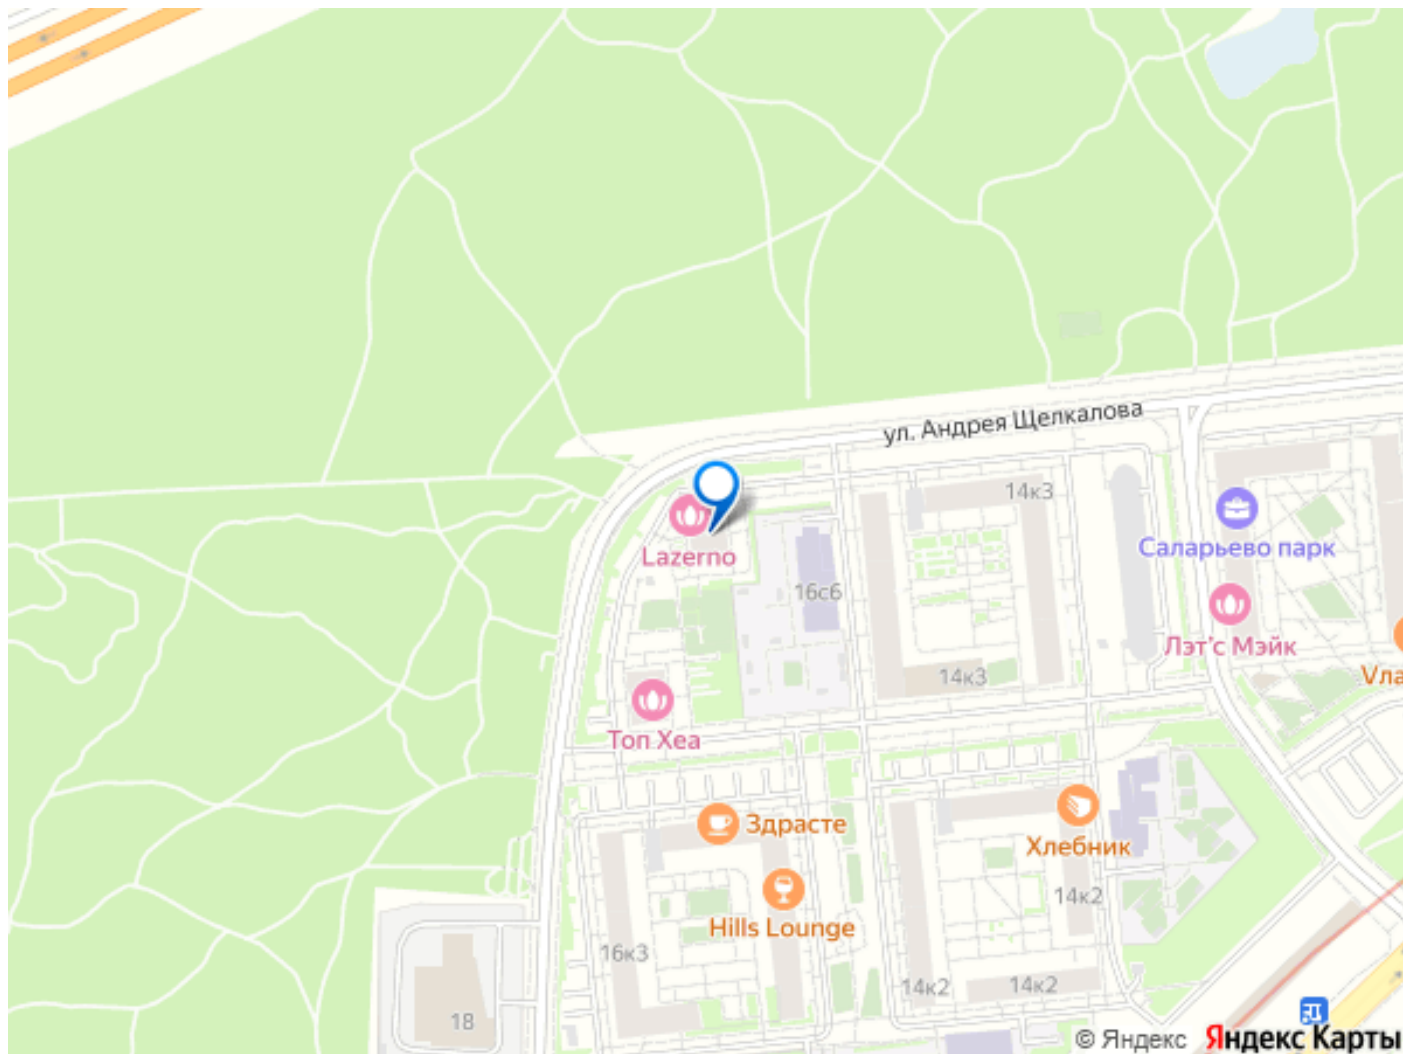 ул. Андрея Щелкалова
14к3
Саларьево парк
Lazerno
16с6
Лэт'с Мэйк
14к3
Vла
Топ Хеа
Здрасте
Хлебник
14к2
Hills Lounge
16к3
14к2
14к2
18
© Яндекс Яндекс Карты